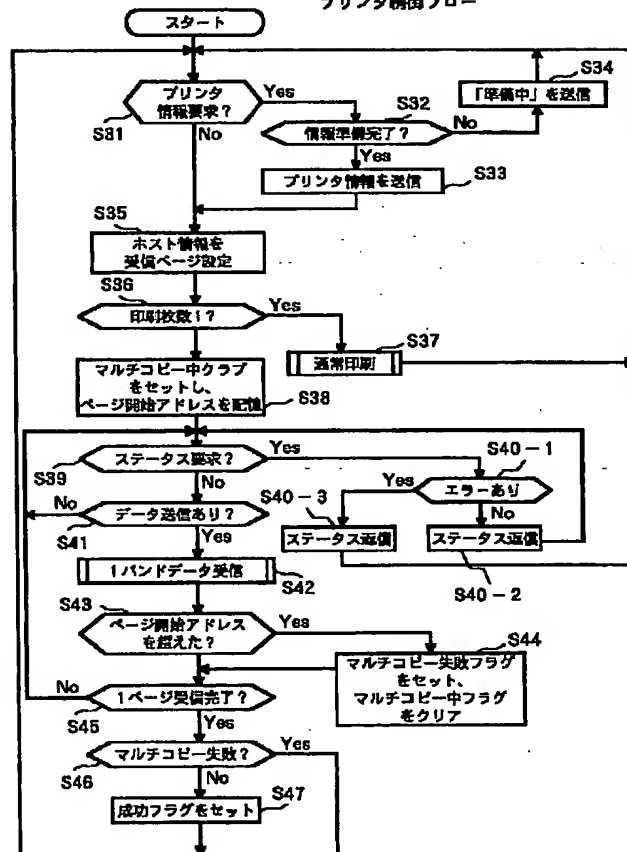 プリンタ制御フロー
スタート
プリンタ
情報要求？
Yes
S31
No
S32
情報準備完了？
No
Yes
S34
「準備中」を送信
プリンタ情報を送信
S33
S35
ホスト情報を
受信ページ設定
S36
印刷枚数1？
Yes
S37
通常印刷
マルチコピー中クラブ
をセットし、
ページ開始アドレスを記憶
S38
S39
ステータス要求？
Yes
No
S40-1
エラーあり
Yes
No
S40-3
ステータス返信
ステータス返信
S40-2
No
データ送信あり？
S41
Yes
1バンドデータ受信
S42
S43
ページ開始アドレス
を超えた？
Yes
S44
マルチコピー失敗フラグ
をセット、
マルチコピー中フラグ
をクリア
No
1ページ受信完了？
S45
Yes
マルチコピー失敗？
Yes
S46
No
S47
成功フラグをセット